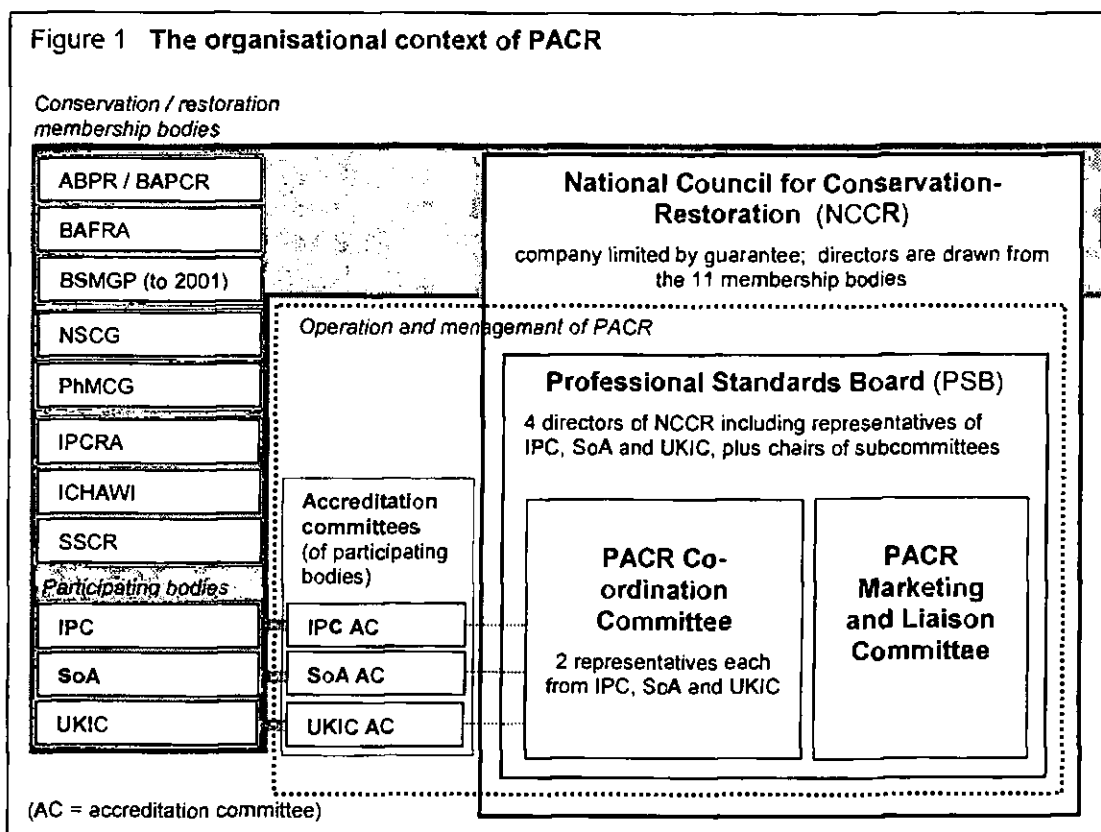 Figure 1 The organisational context of PACR
Conservation / restoration
membership bodies
ABPR / BAPCR
BAFRA
BSMGP (to 2001)
NSCG
PhMCG
IPCRA
ICHAWI
SSCR
Participating bodies
IPC
SoA
UKIC
National Council for Conservation-
Restoration (NCCR)
company limited by guarantee; directors are drawn from
the 11 membership bodies
Operation and management of PACR
Professional Standards Board (PSB)
4 directors of NCCR including representatives of
IPC, SoA and UKIC, plus chairs of subcommittees
Accreditation
committees
(of participating
bodies)
IPC AC
SoA AC
UKIC AC
PACR Co-
ordination
Committee
2 representatives each
from IPC, SoA and UKIC
PACR
Marketing
and Liaison
Committee
(AC = accreditation committee)